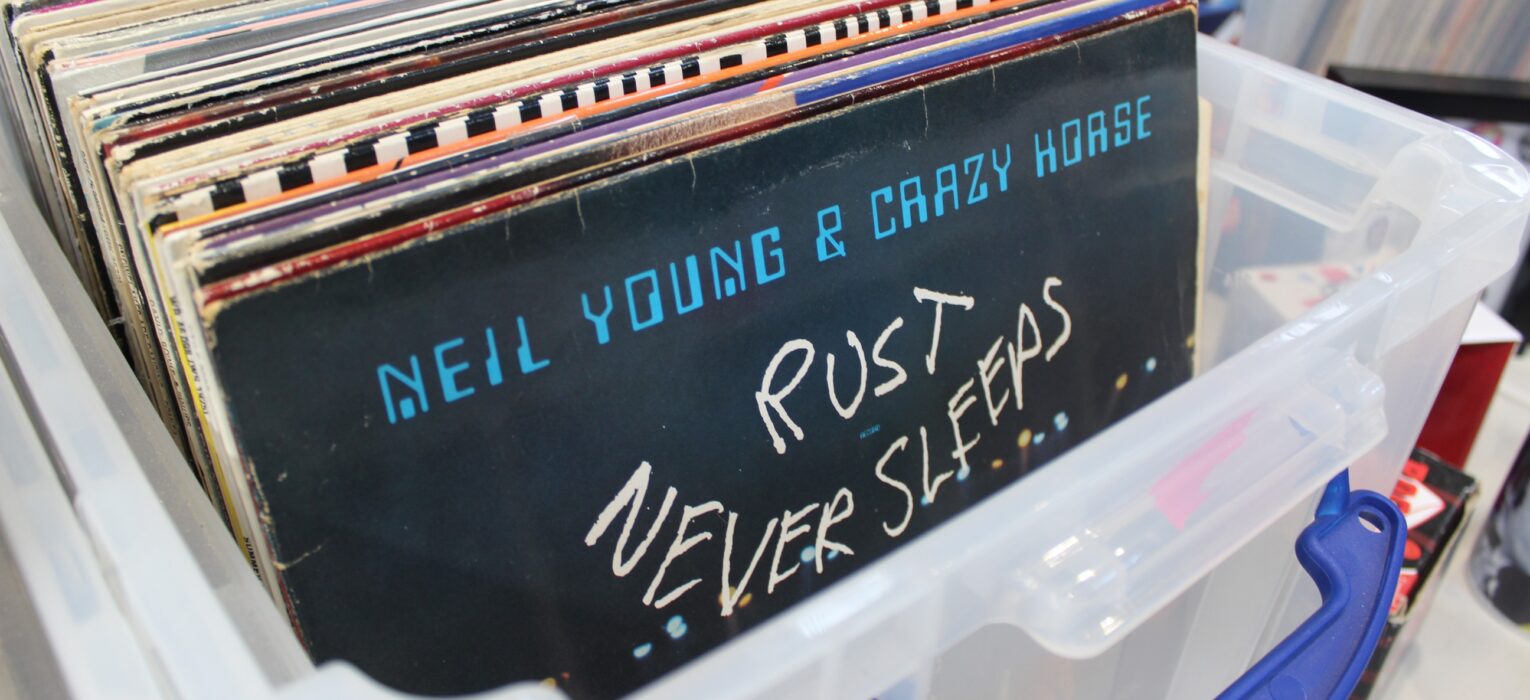 NEIL YOUNG & CRAZY HORSE
RUST
NEVER SLEEPS